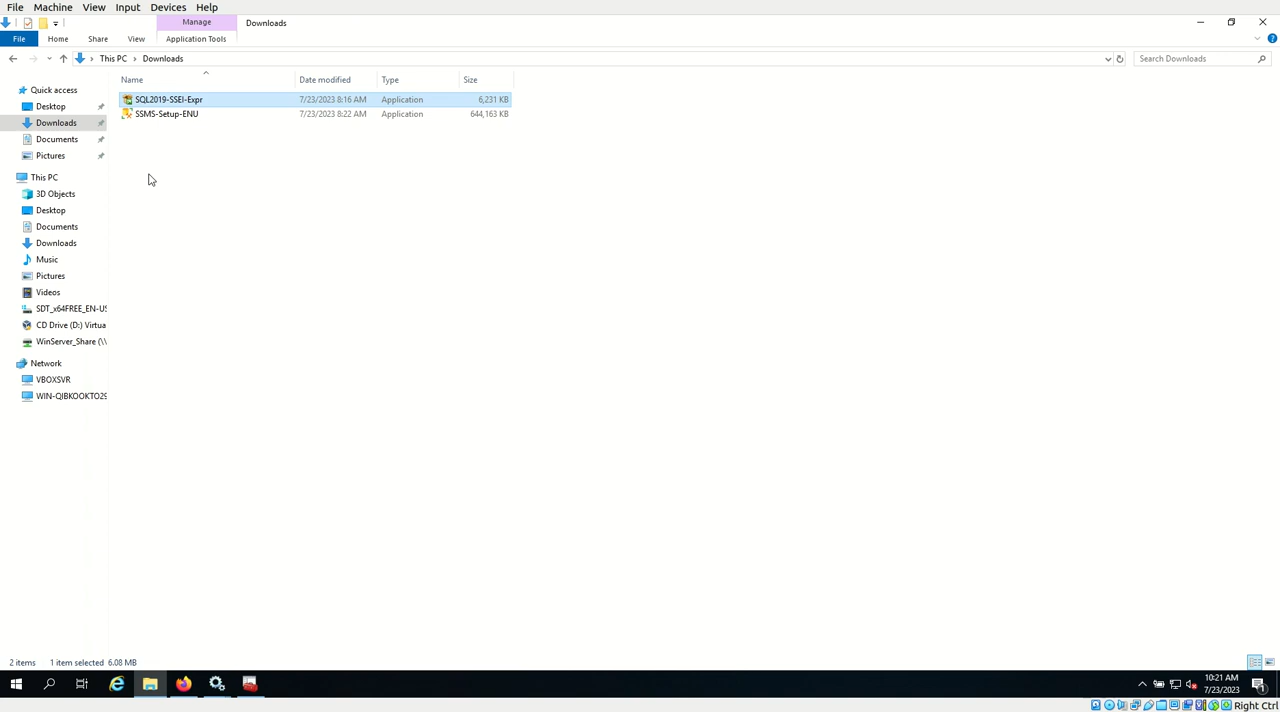 File Machine View Input Devices Help
Manage Downloads
File Home Share View Application Tools
This PC Downloads Search Downloads
Name Date modified Type Size
Quick access
Desktop
Downloads
Documents
Pictures
This PC
3D Objects
Desktop
Documents
Downloads
Music
Pictures
Videos
SDT_x64FREE_EN-US
CD Drive (D:) Virtua
WinServer_Share (\\
Network
VBOXSVR
WIN-QIBKOOKTO29
SQL2019-SSEI-Expr 7/23/2023 8:16 AM Application 6,231 KB
SSMS-Setup-ENU 7/23/2023 8:22 AM Application 644,163 KB
2 items 1 item selected 6.08 MB
10:21 AM
7/23/2023
1
Right Ctrl